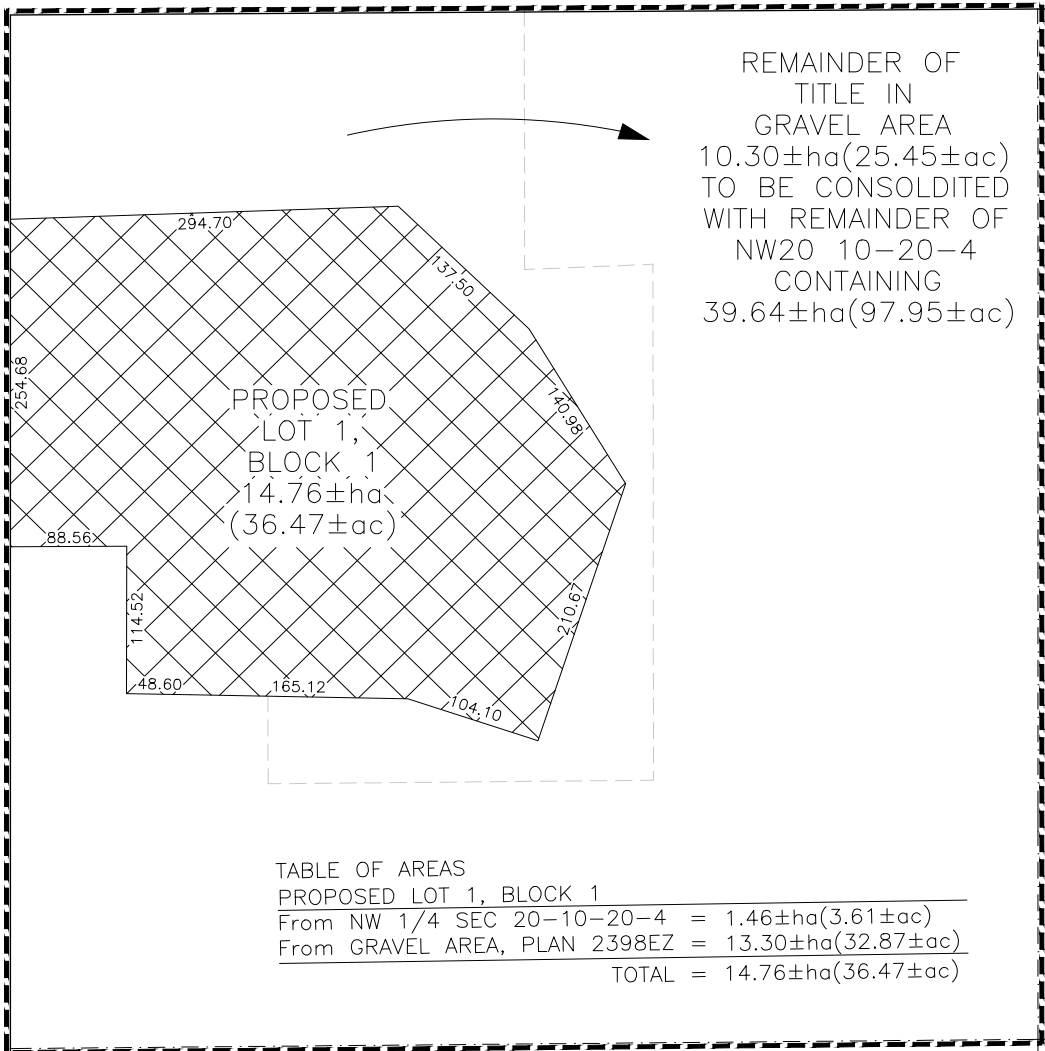 REMAINDER OF
TITLE IN
GRAVEL AREA
10.30±ha(25.45±ac)
TO BE CONSOLDITED
WITH REMAINDER OF
NW20 10-20-4
CONTAINING
39.64±ha(97.95±ac)
294.70
137.50
254.68
140.98
PROPOSED
LOT 1,
BLOCK 1
14.76±ha
(36.47±ac)
88.56
114.52
210.67
48.60
165.12
104.10
TABLE OF AREAS
PROPOSED LOT 1, BLOCK 1
From NW 1/4 SEC 20-10-20-4 = 1.46±ha(3.61±ac)
From GRAVEL AREA, PLAN 2398EZ = 13.30±ha(32.87±ac)
TOTAL = 14.76±ha(36.47±ac)